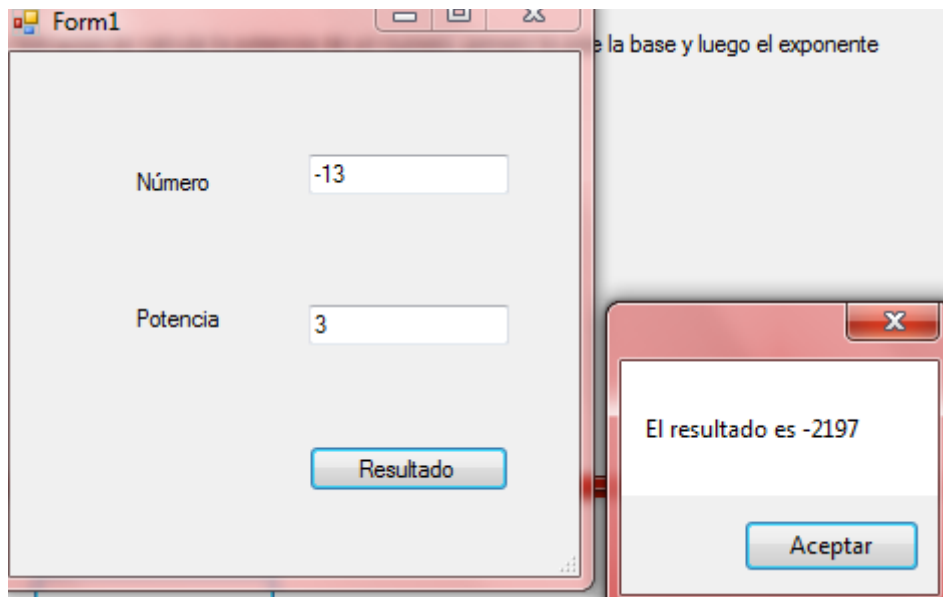 Form1
la base y luego el exponente
Número
-13
Potencia
3
Resultado
El resultado es -2197
Aceptar